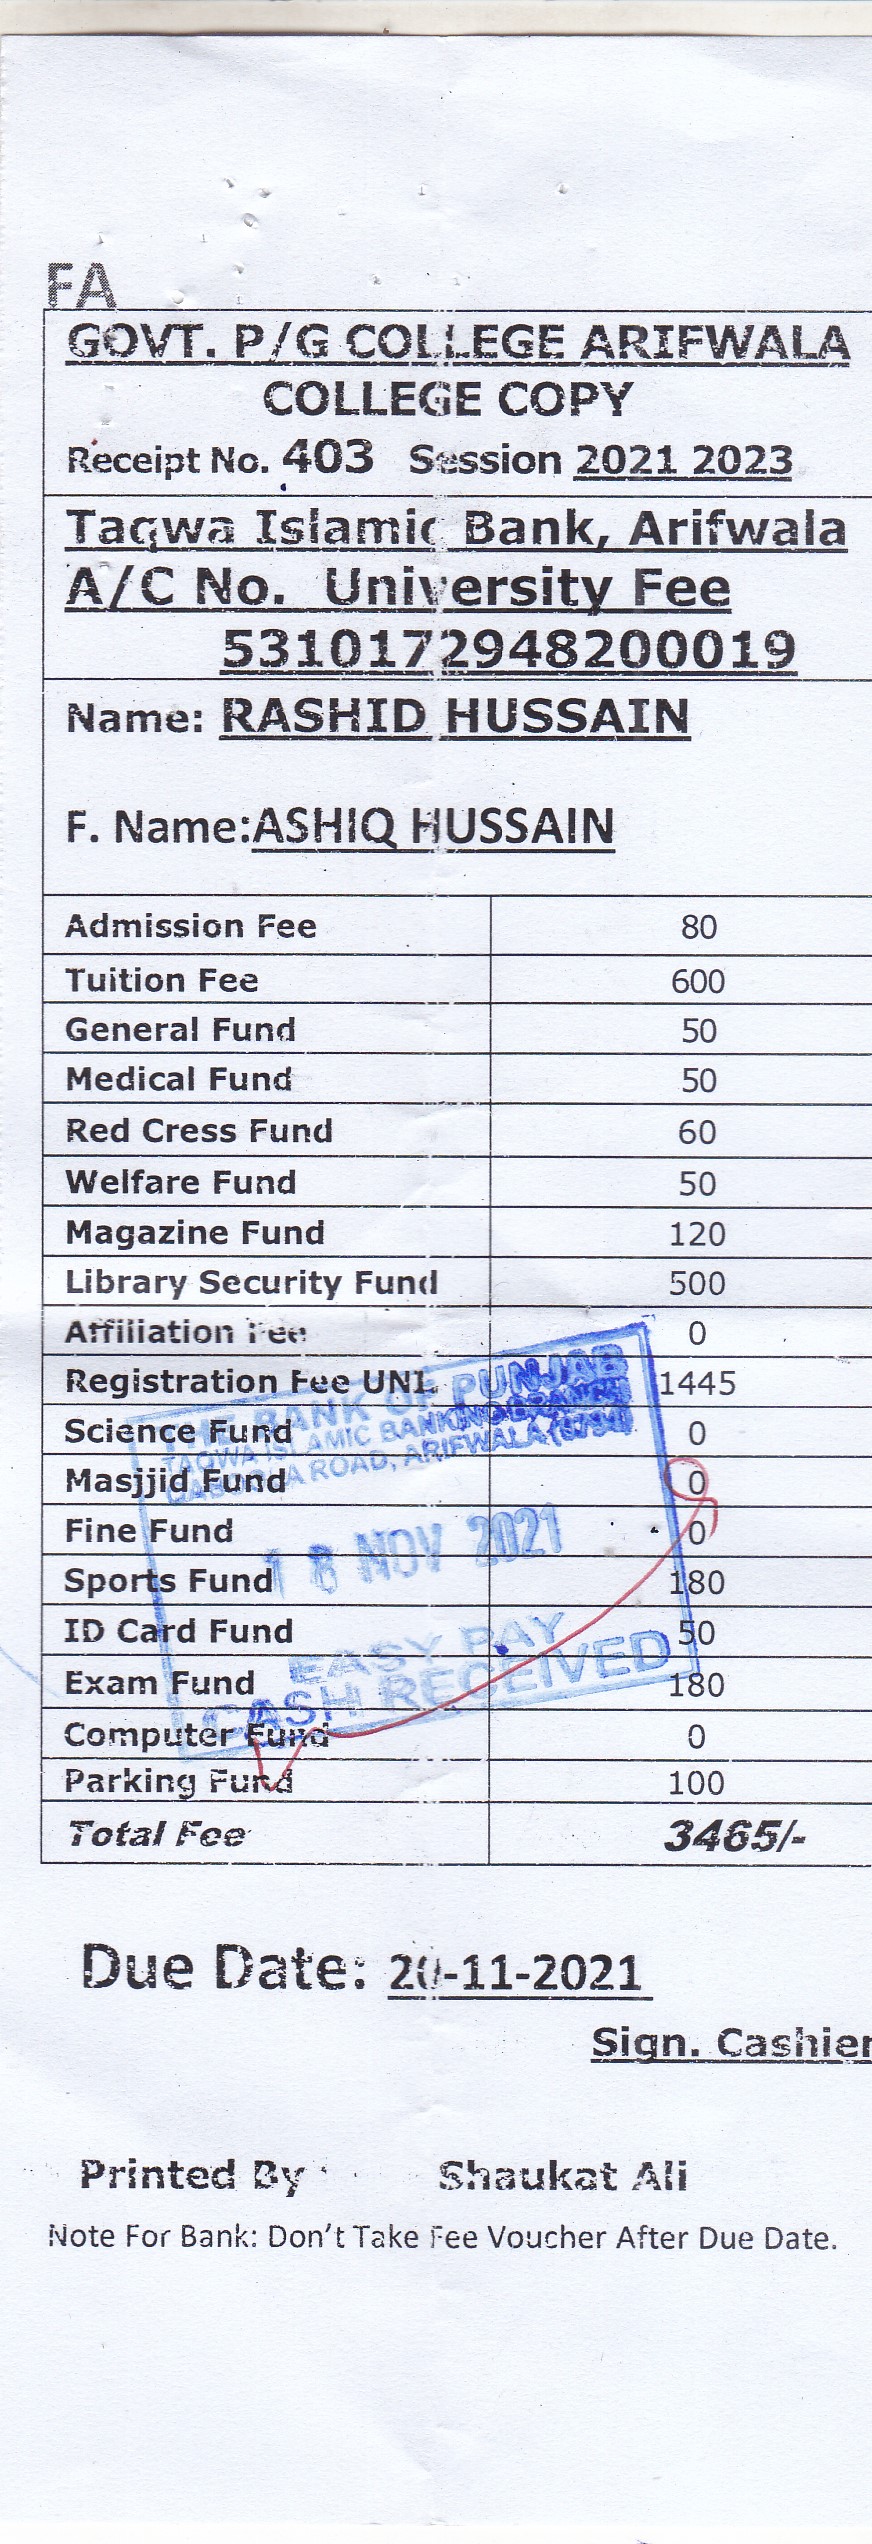 FA
GOVT. P/G COLLEGE ARIFWALA
COLLEGE COPY
Receipt No. 403 Session 2021 2023
Taqwa Islamic Bank, Arifwala
A/C No. University Fee
5310172948200019
Name: RASHID HUSSAIN
F. Name:ASHIQ HUSSAIN
Admission Fee 80
Tuition Fee 600
General Fund 50
Medical Fund 50
Red Cress Fund 60
Welfare Fund 50
Magazine Fund 120
Library Security Fund 500
Affiliation Fee 0
Registration Fee UNI. 1445
Science Fund 0
Masjjid Fund 0
Fine Fund 0
Sports Fund 180
ID Card Fund 50
Exam Fund 180
Computer Fund 0
Parking Fund 100
Total Fee 3465/-
THE BANK OF PUNJAB
TAQWA ISLAMIC BANKING BRANCH
ROAD, ARIFWALA
18 NOV 2021
EASY PAY
CASH RECEIVED
Due Date: 20-11-2021
Sign. Cashier
Printed By Shaukat Ali
Note For Bank: Don't Take Fee Voucher After Due Date.